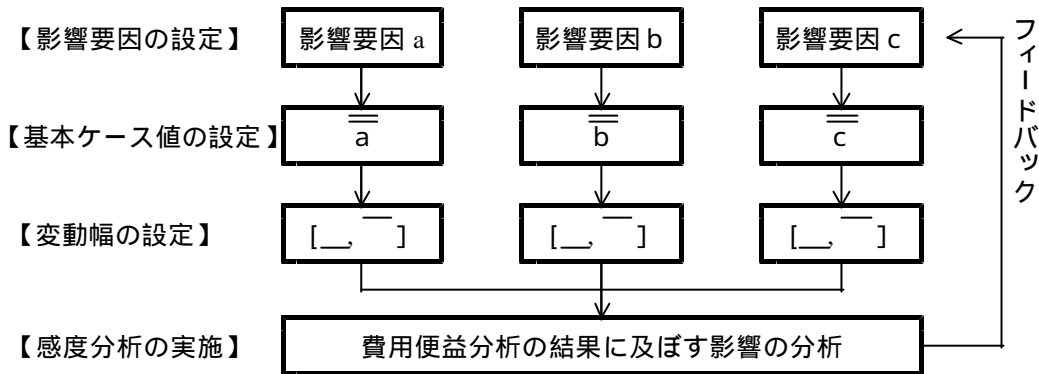 【影響要因の設定】 影響要因 a 影響要因 b 影響要因 c
フィードバック
【基本ケース値の設定】 a b c
【変動幅の設定】 [ , ] [ , ] [ , ]
【感度分析の実施】 費用便益分析の結果に及ぼす影響の分析